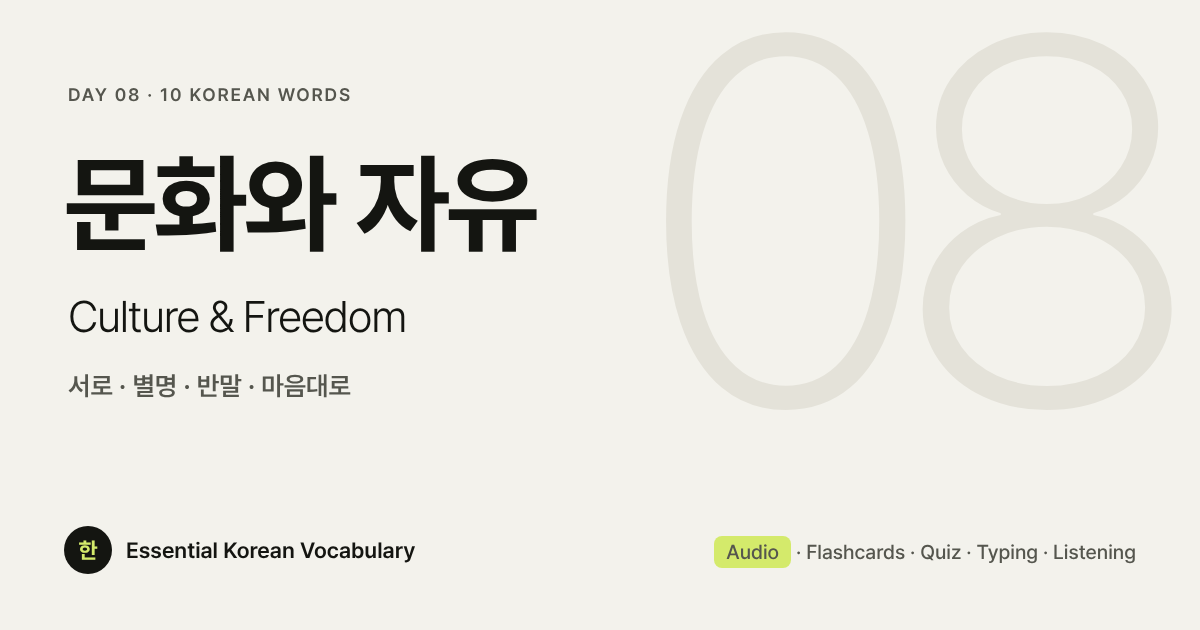 DAY 08 · 10 KOREAN WORDS
08
문화와 자유
Culture & Freedom
서로 · 별명 · 반말 · 마음대로
한 Essential Korean Vocabulary
Audio · Flashcards · Quiz · Typing · Listening